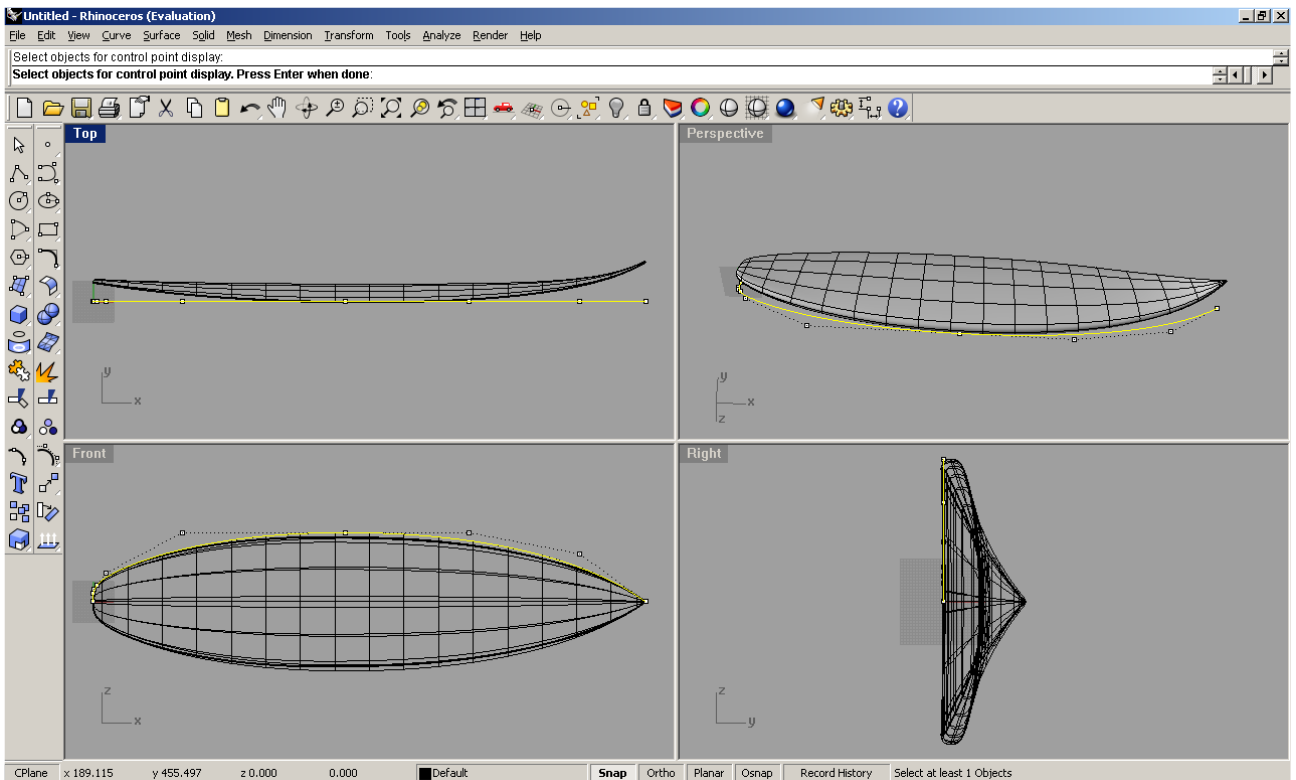 Untitled - Rhinoceros (Evaluation)
File Edit View Curve Surface Solid Mesh Dimension Transform Tools Analyze Render Help
Select objects for control point display:
Select objects for control point display. Press Enter when done:
Top
Perspective
y
x
y
x
z
Front
Right
z
x
z
y
CPlane x 189.115 y 455.497 z 0.000 0.000 Default Snap Ortho Planar Osnap Record History Select at least 1 Objects